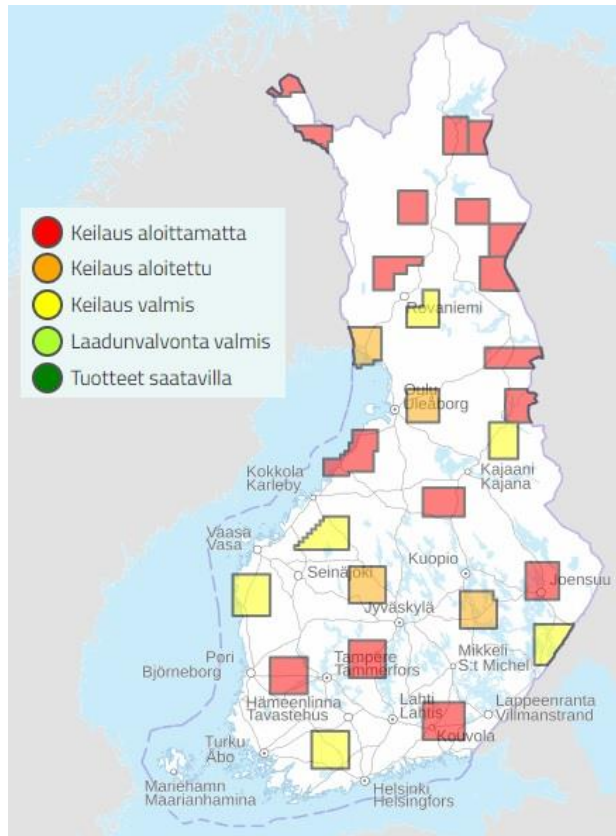 Keilaus aloittamatta
Keilaus aloitettu
Keilaus valmis
Laadunvalvonta valmis
Tuotteet saatavilla
Rovaniemi
Oulu
Uleåborg
Kajaani
Kajana
Kokkola
Karleby
Vaasa
Vasa
Seinäjoki
Kuopio
Joensuu
Jyväskylä
Mikkeli
S:t Michel
Pori
Björneborg
Tampere
Tammerfors
Hämeenlinna
Tavastehus
Lahti
Lahtis
Lappeenranta
Villmanstrand
Kouvola
Turku
Åbo
Mariehamn
Maarianhamina
Helsinki
Helsingfors